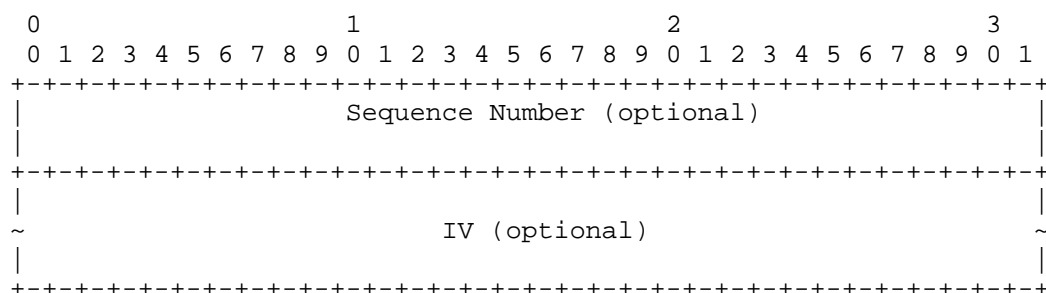 0                   1                   2                   3
 0 1 2 3 4 5 6 7 8 9 0 1 2 3 4 5 6 7 8 9 0 1 2 3 4 5 6 7 8 9 0 1
+-+-+-+-+-+-+-+-+-+-+-+-+-+-+-+-+-+-+-+-+-+-+-+-+-+-+-+-+-+-+-+-+
|                    Sequence Number (optional)                 |
|                                                               |
+-+-+-+-+-+-+-+-+-+-+-+-+-+-+-+-+-+-+-+-+-+-+-+-+-+-+-+-+-+-+-+-+
|                                                               |
~                          IV (optional)                        ~
|                                                               |
+-+-+-+-+-+-+-+-+-+-+-+-+-+-+-+-+-+-+-+-+-+-+-+-+-+-+-+-+-+-+-+-+